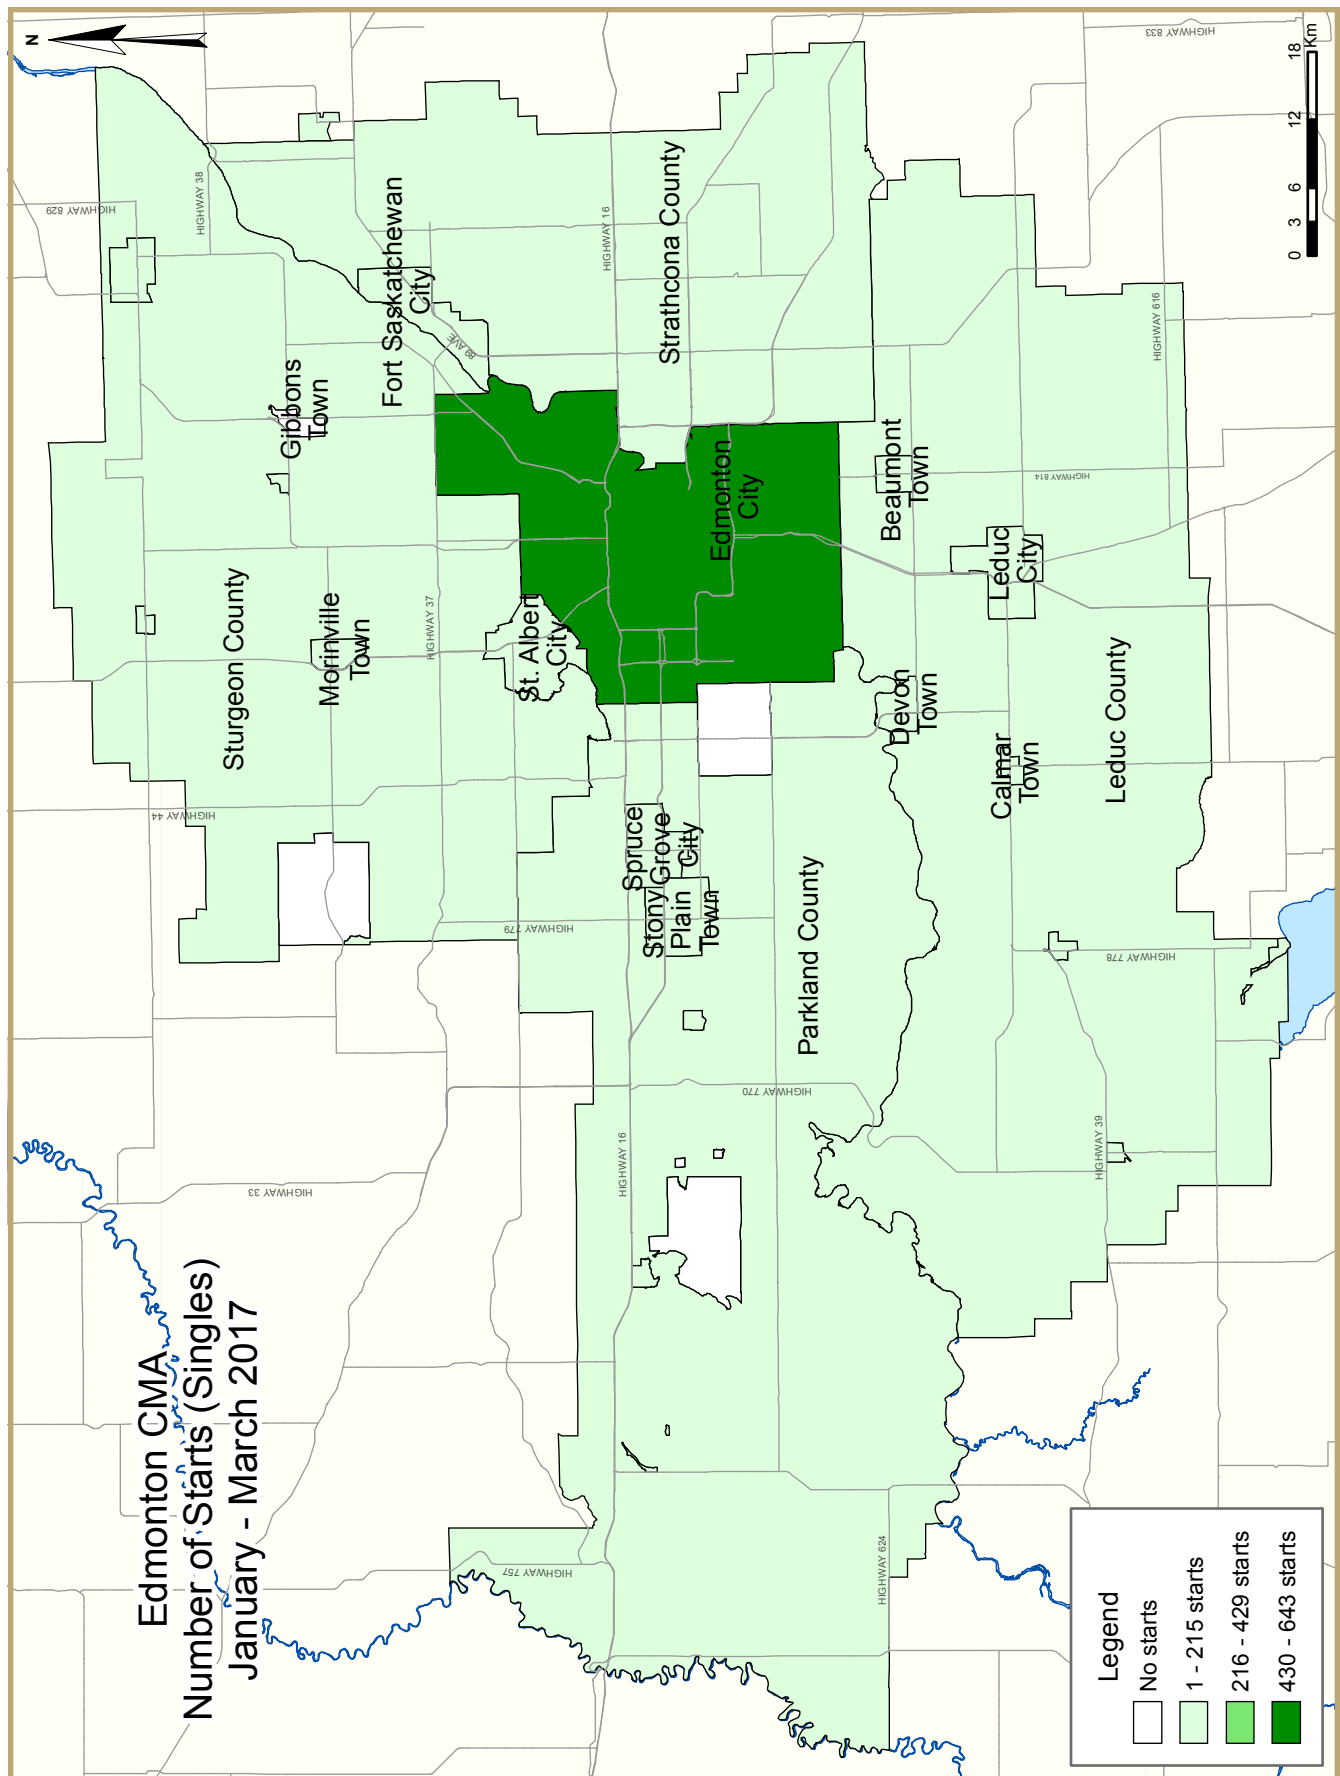 Edmonton CMA
Number of Starts (Singles)
January - March 2017
N
HIGHWAY 757
HIGHWAY 33
HIGHWAY 44
HIGHWAY 829
HIGHWAY 38
HIGHWAY 833
Sturgeon County
Gibbons
Town
Morinville
Town
Fort Saskatchewan
City
HIGHWAY 37
89 AVE
St. Albert
City
HIGHWAY 779
HIGHWAY 16
HIGHWAY 16
Spruce
Grove
City
Stony
Plain
Town
Edmonton
City
Strathcona County
HIGHWAY 770
Parkland County
HIGHWAY 624
Devon
Town
Beaumont
Town
Calmar
Town
Leduc
City
HIGHWAY 814
HIGHWAY 39
HIGHWAY 778
Leduc County
HIGHWAY 616
Legend
No starts
1 - 215 starts
216 - 429 starts
430 - 643 starts
0 3 6 12 18
Km